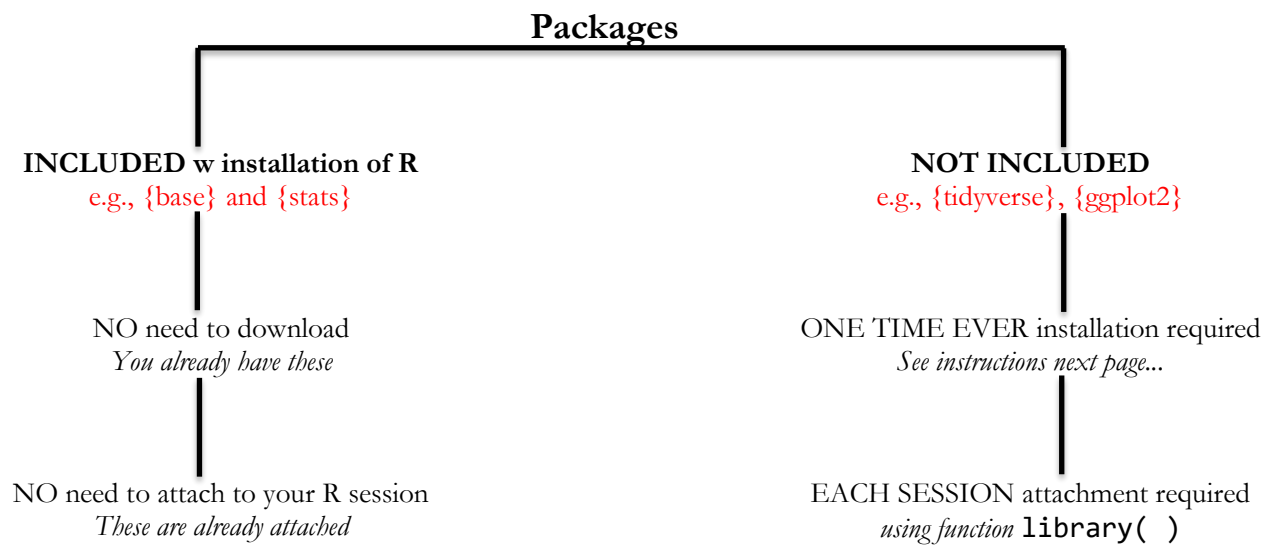 Packages
INCLUDED w installation of R
e.g., {base} and {stats}
NO need to download
You already have these
NO need to attach to your R session
These are already attached
NOT INCLUDED
e.g., {tidyverse}, {ggplot2}
ONE TIME EVER installation required
See instructions next page...
EACH SESSION attachment required
using function library( )